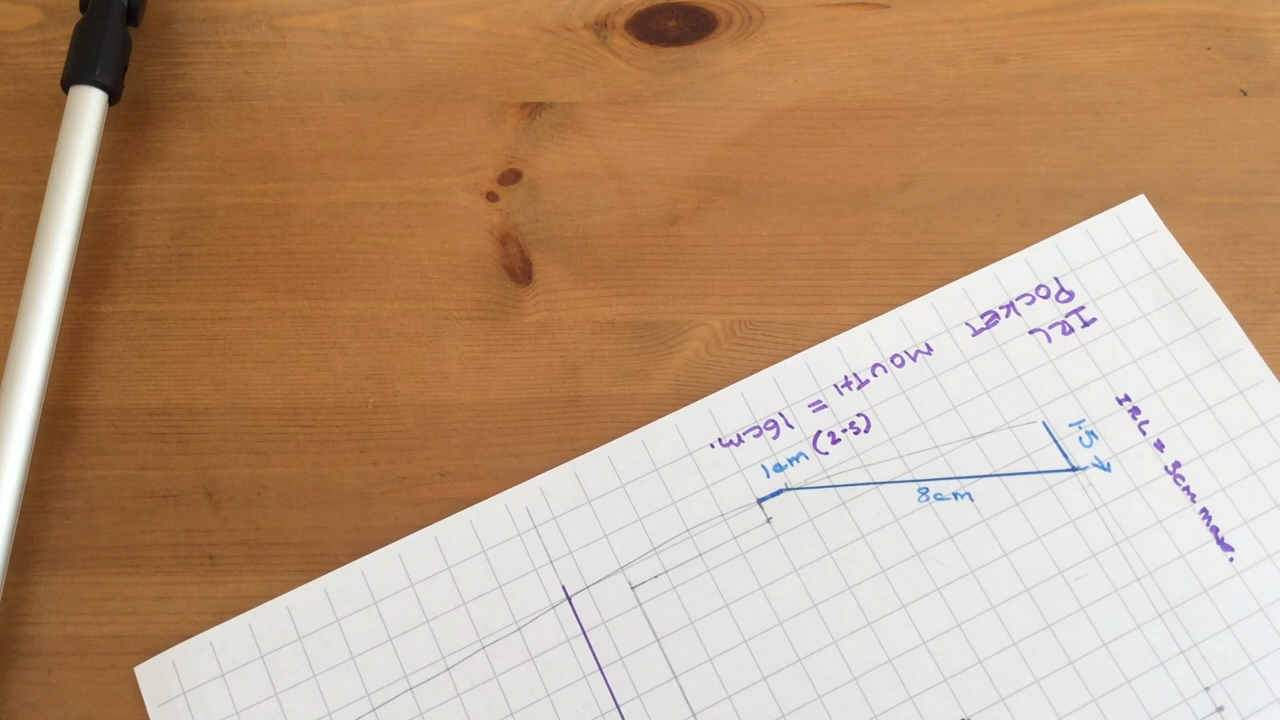 IRL
POCKET MOUTH = 16cm.
(2.5)
1cm
8cm
1.5
IRL = 3cm max.